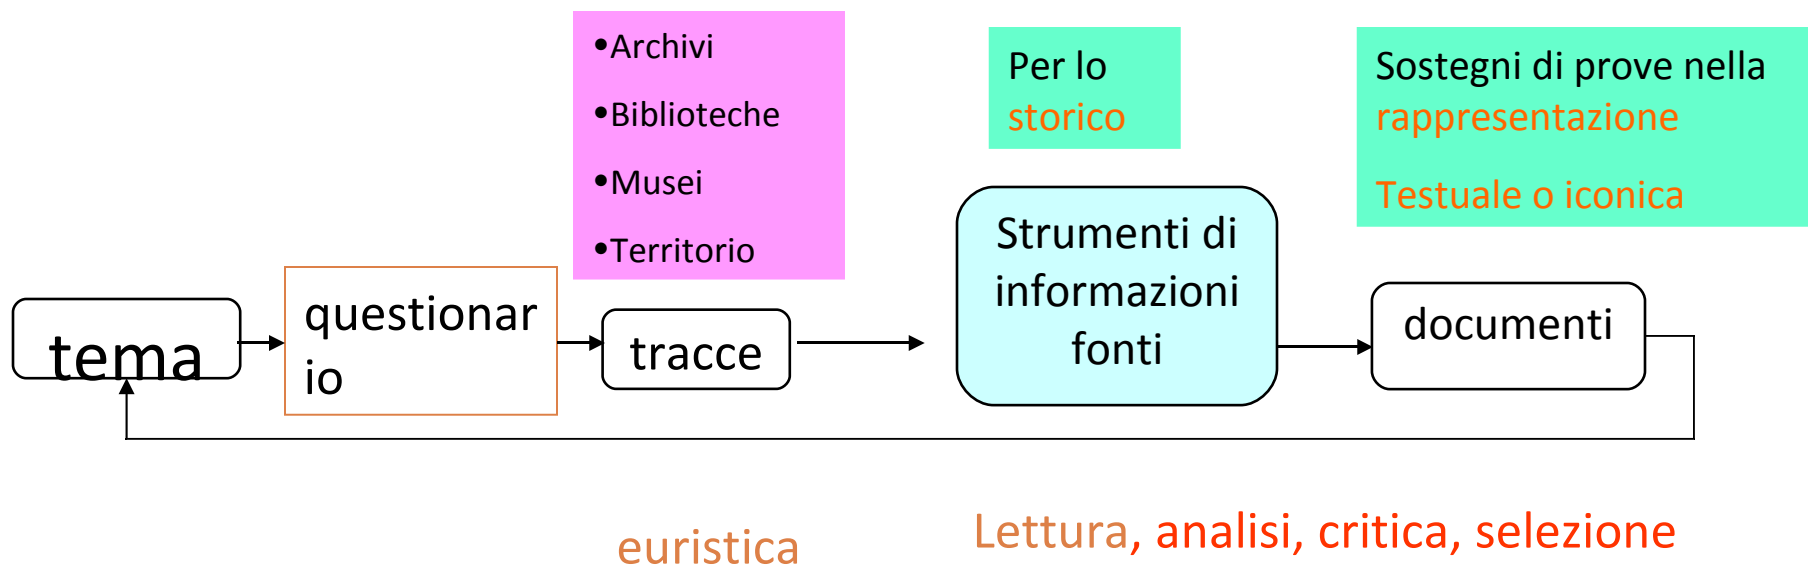 •Archivi
•Biblioteche
•Musei
•Territorio
Per lo
storico
Sostegni di prove nella
rappresentazione
Testuale o iconica
tema
questionar
io
tracce
Strumenti di
informazioni
fonti
documenti
euristica
Lettura, analisi, critica, selezione